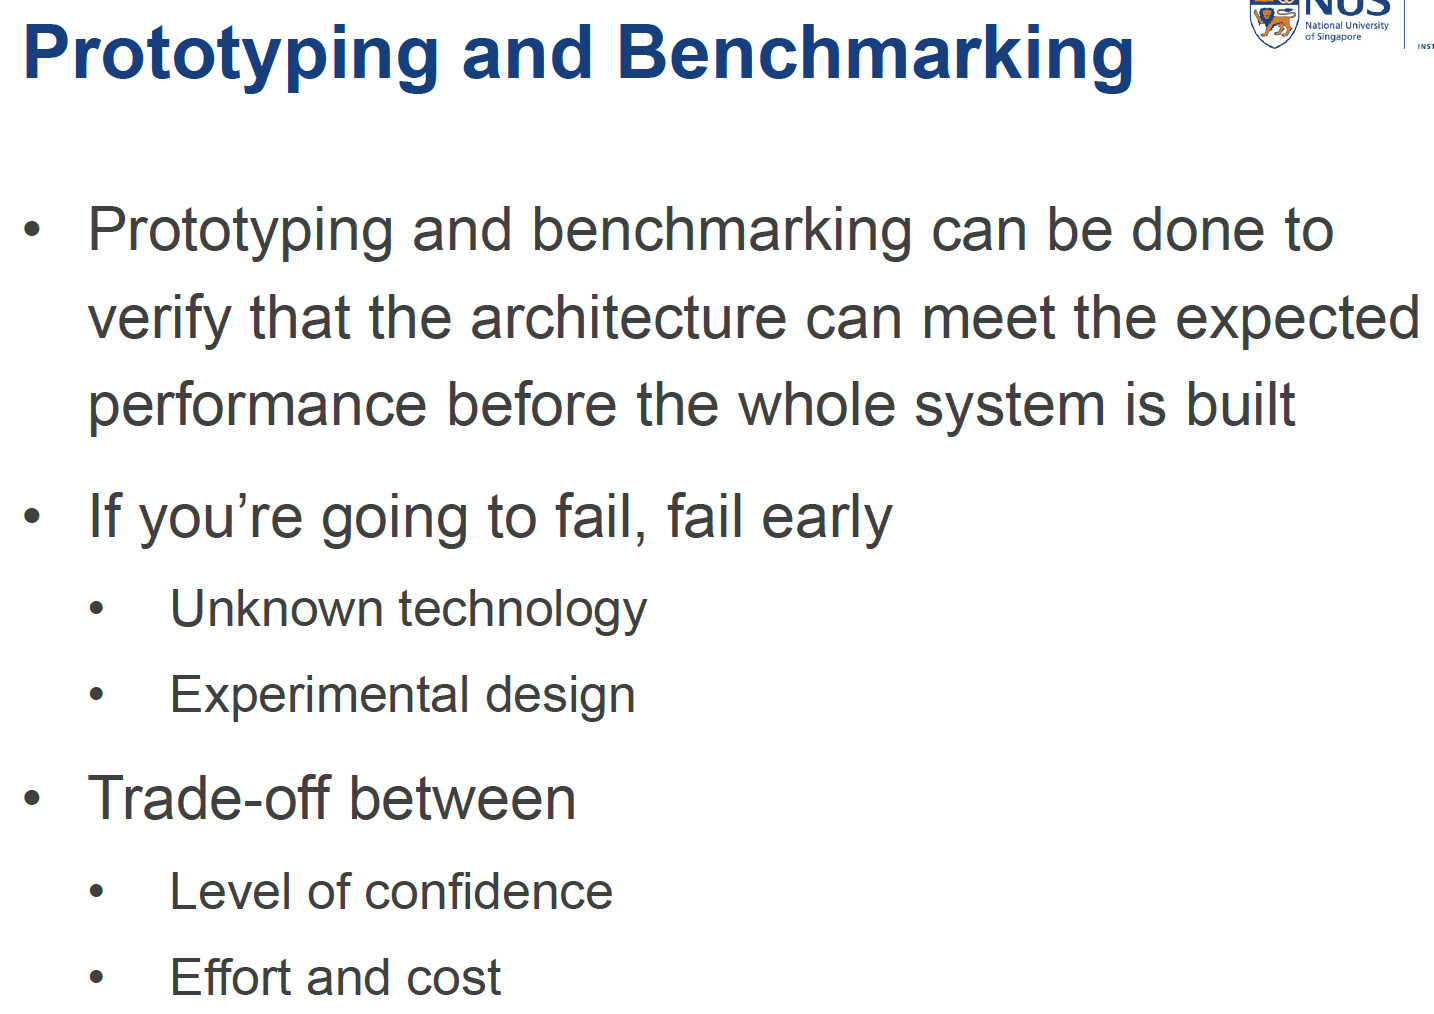 Prototyping and Benchmarking
NUS
National University
of Singapore
• Prototyping and benchmarking can be done to
verify that the architecture can meet the expected
performance before the whole system is built
• If you’re going to fail, fail early
• Unknown technology
• Experimental design
• Trade-off between
• Level of confidence
• Effort and cost